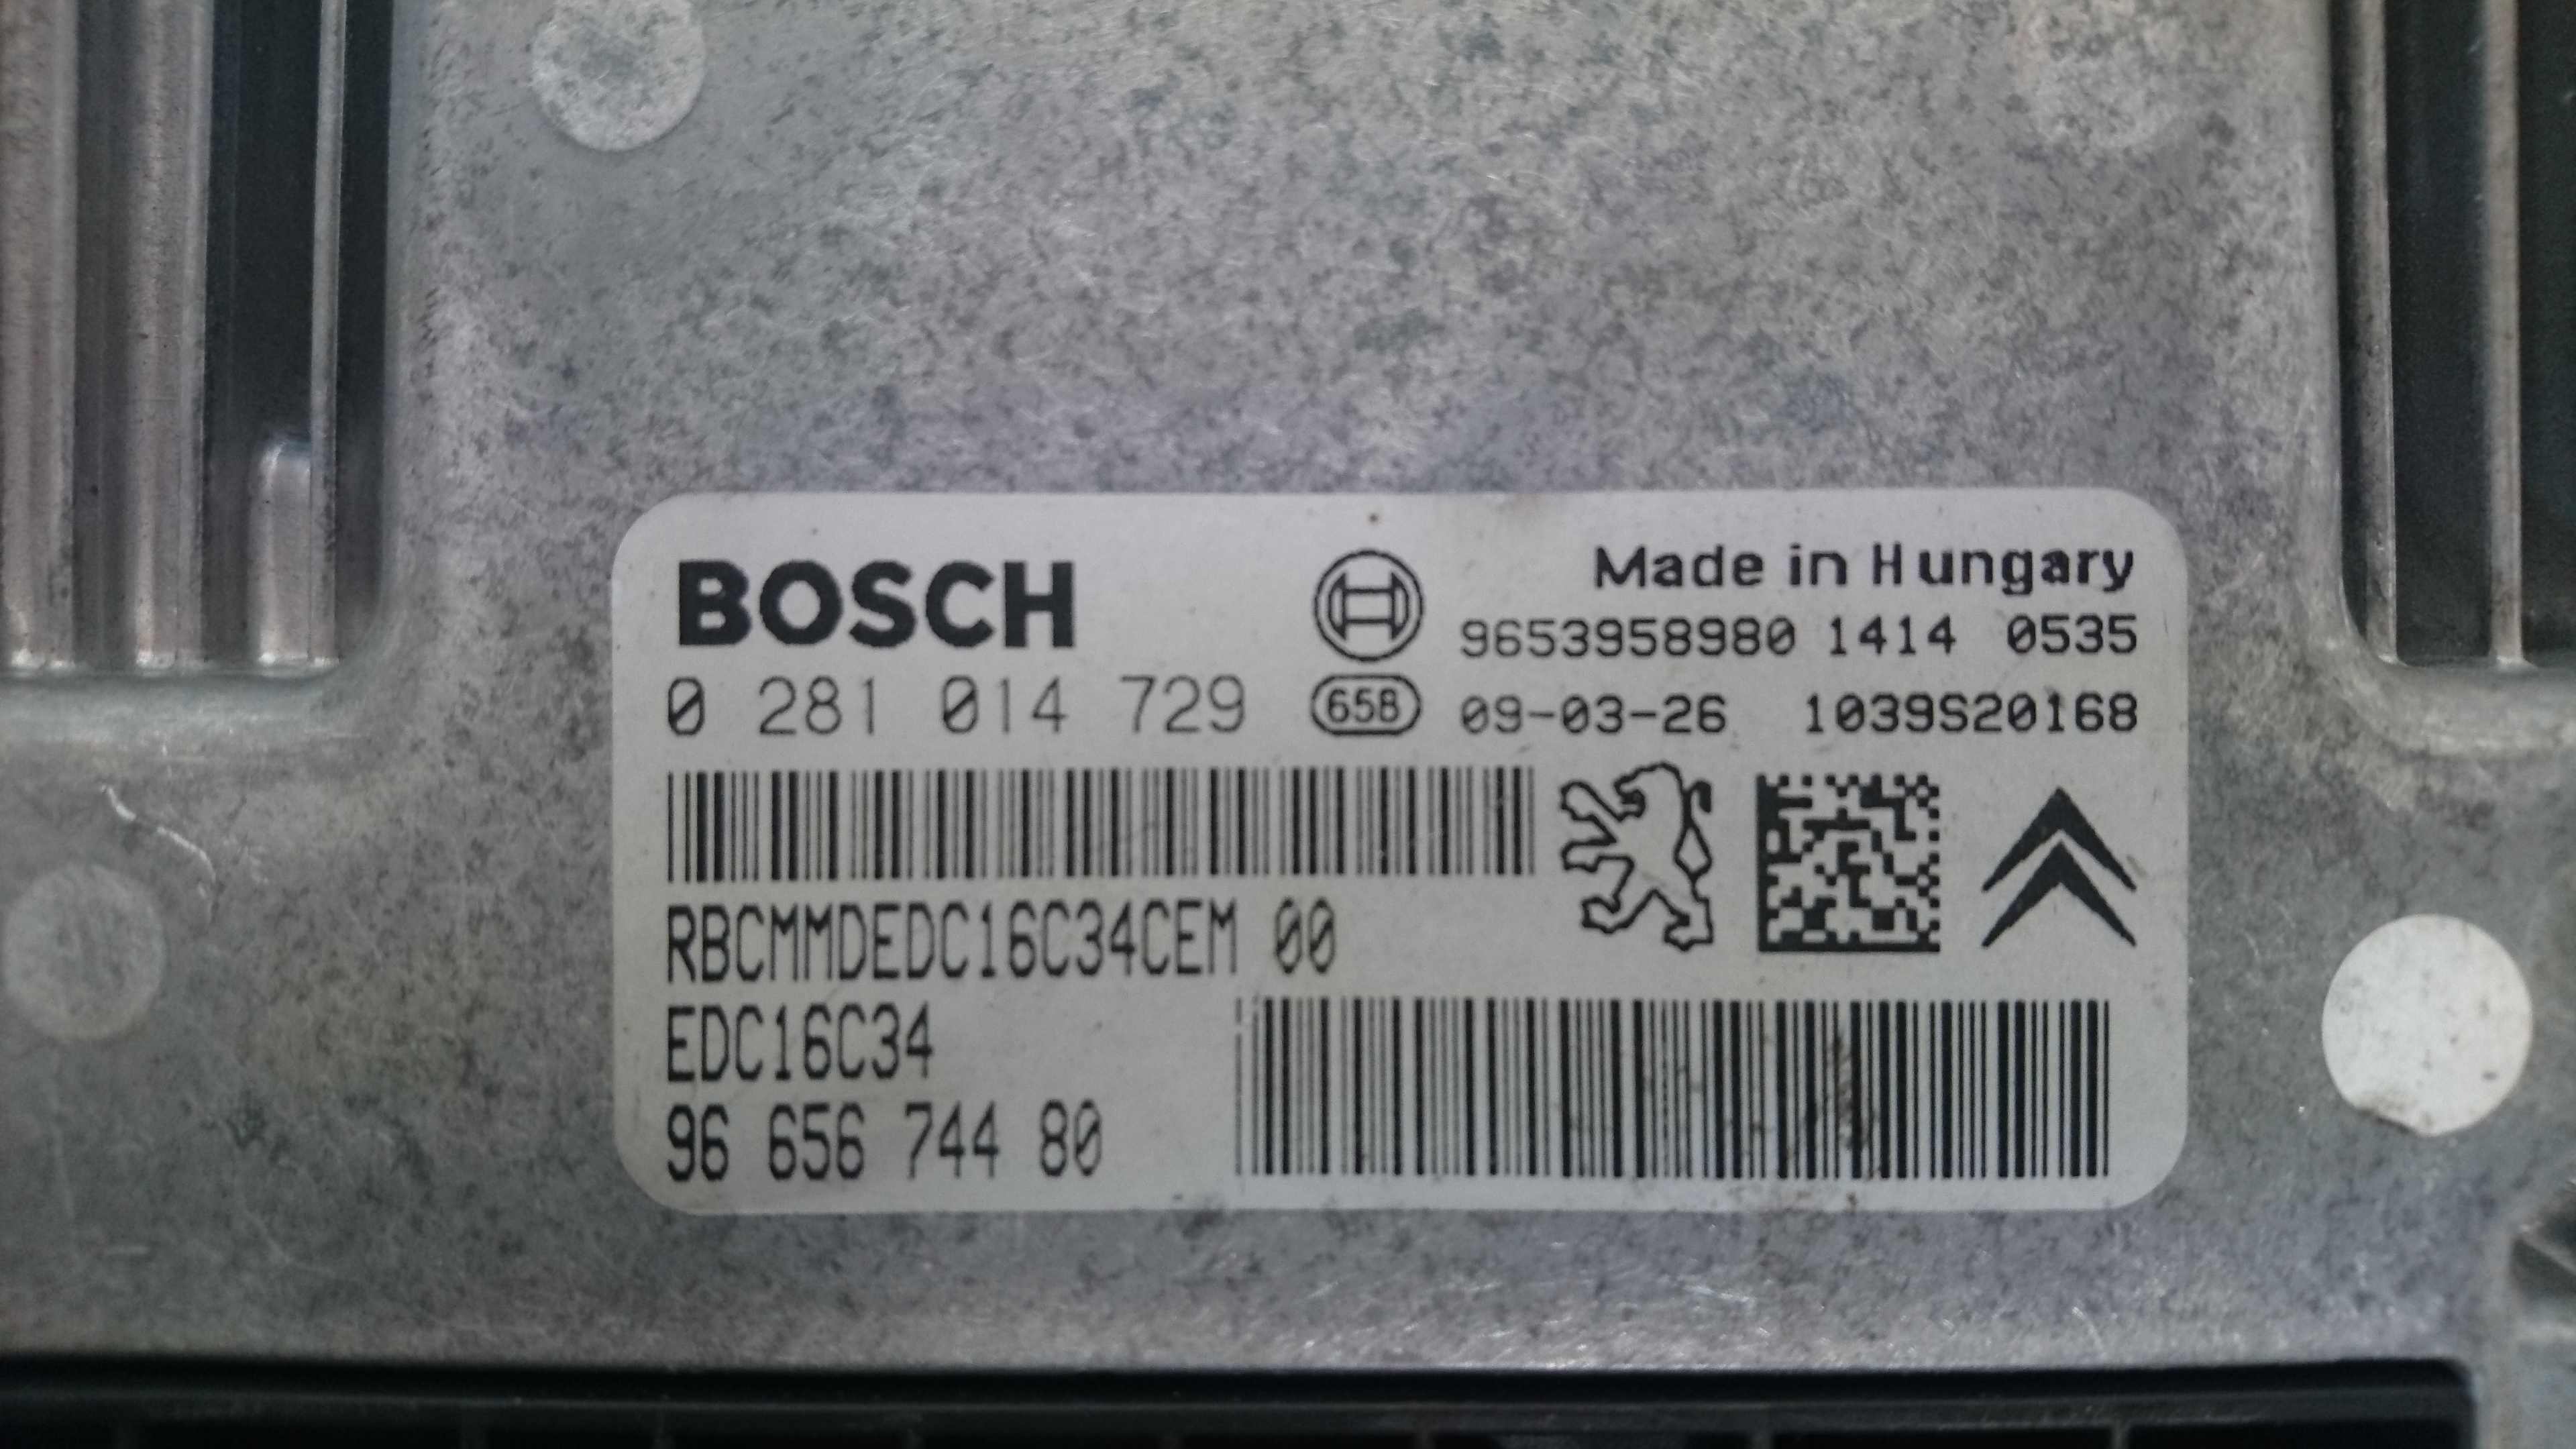 BOSCH
Made in Hungary
9653958980 1414 0535
0 281 014 729
658
09-03-26 1039S20168
RBCMMDEDC16C34CEM 00
EDC16C34
96 656 744 80